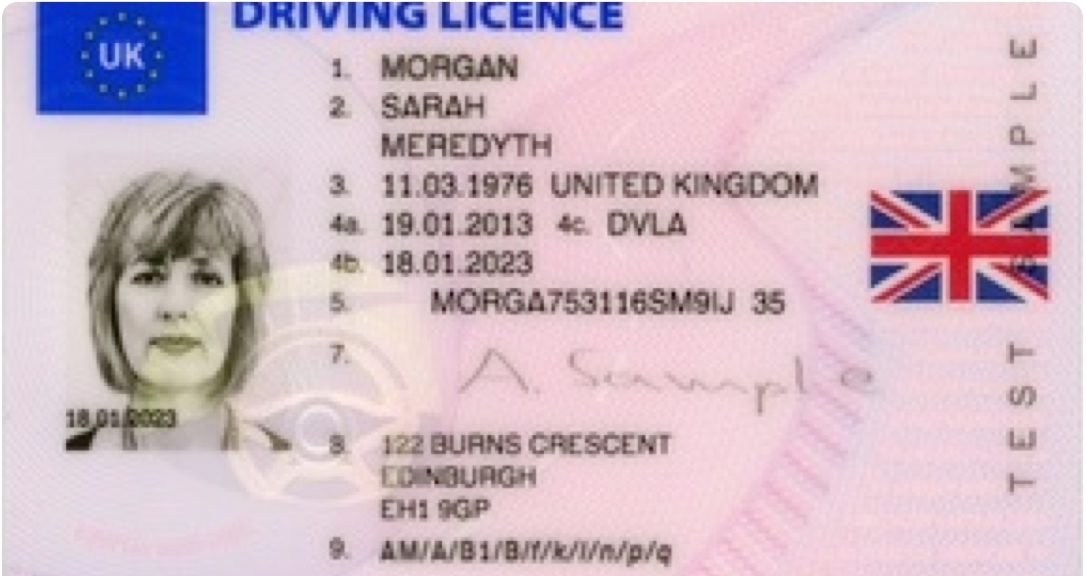 DRIVING LICENCE
UK
1. MORGAN
2. SARAH
MEREDYTH
3. 11.03.1976 UNITED KINGDOM
4a. 19.01.2013 4c. DVLA
4b. 18.01.2023
5. MORGA753116SM9IJ 35
7. A. Sample
18.01.2023
8. 122 BURNS CRESCENT
EDINBURGH
EH1 9GP
9. AM/A/B1/B/f/k/l/n/p/q
TEST SAMPLE